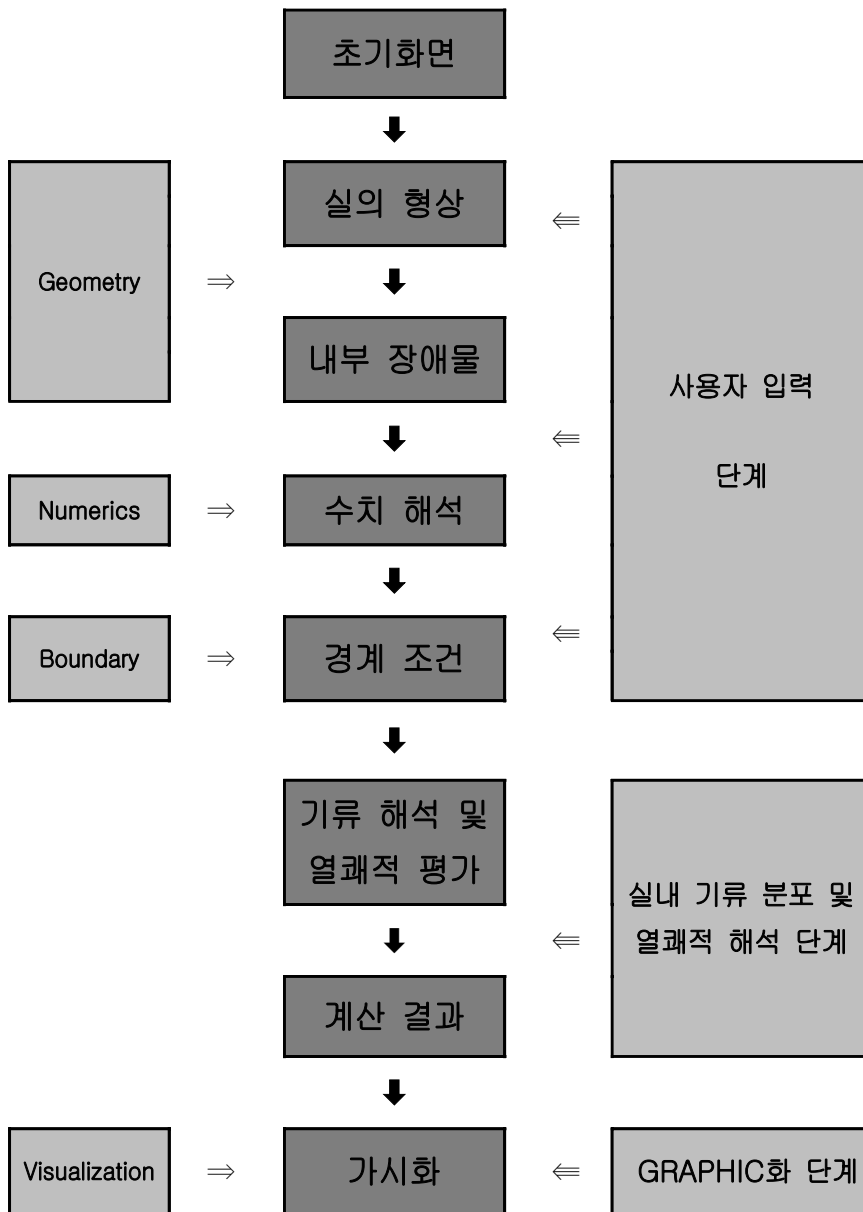 초기화면
실의 형상
Geometry
내부 장애물
사용자 입력
단계
Numerics
수치 해석
Boundary
경계 조건
기류 해석 및
열쾌적 평가
실내 기류 분포 및
열쾌적 해석 단계
계산 결과
Visualization
가시화
GRAPHIC화 단계